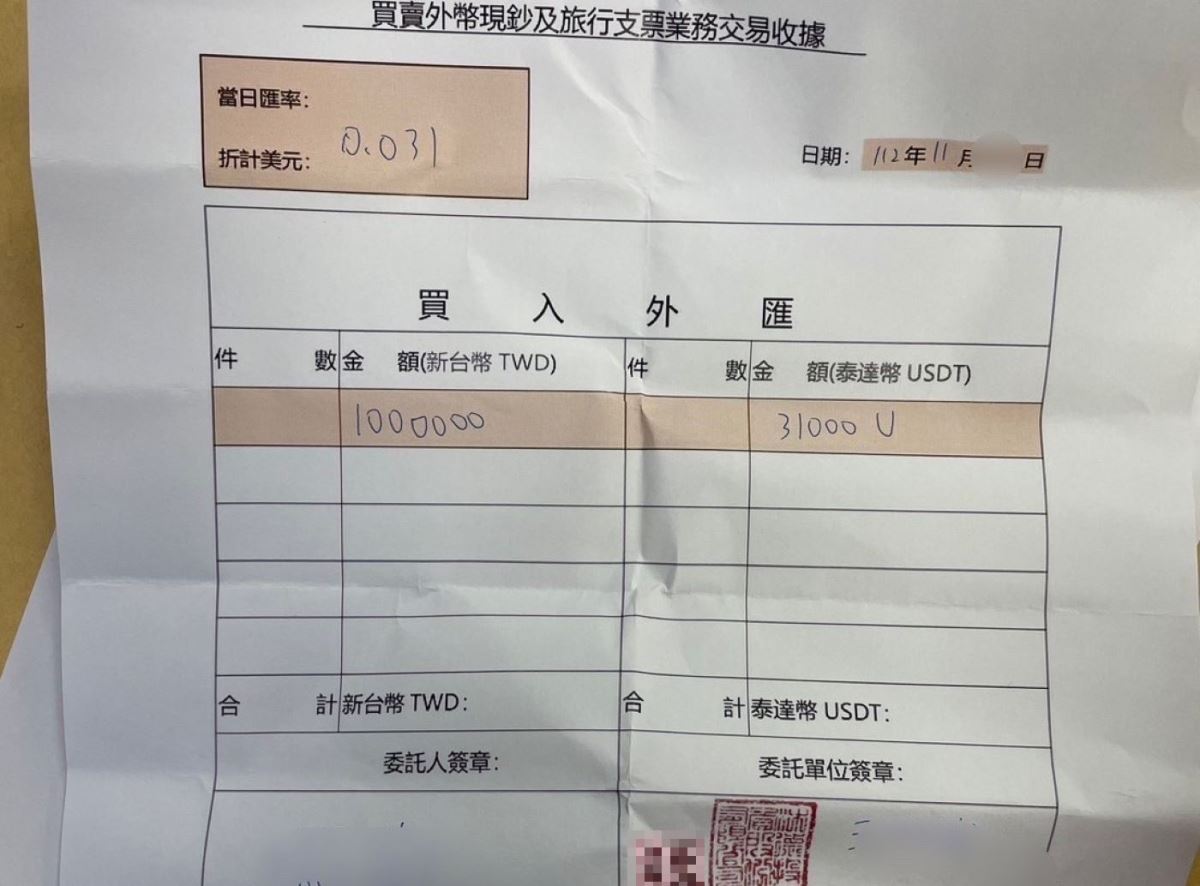 買賣外幣現鈔及旅行支票業務交易收據
當日匯率：
折計美元： 0.031
日期： 112年11月 日
買入外匯
件數 金額(新台幣 TWD) 件數 金額(泰達幣 USDT)
1000000 31000 U
合計 新台幣 TWD： 合計 泰達幣 USDT：
委託人簽章： 委託單位簽章：